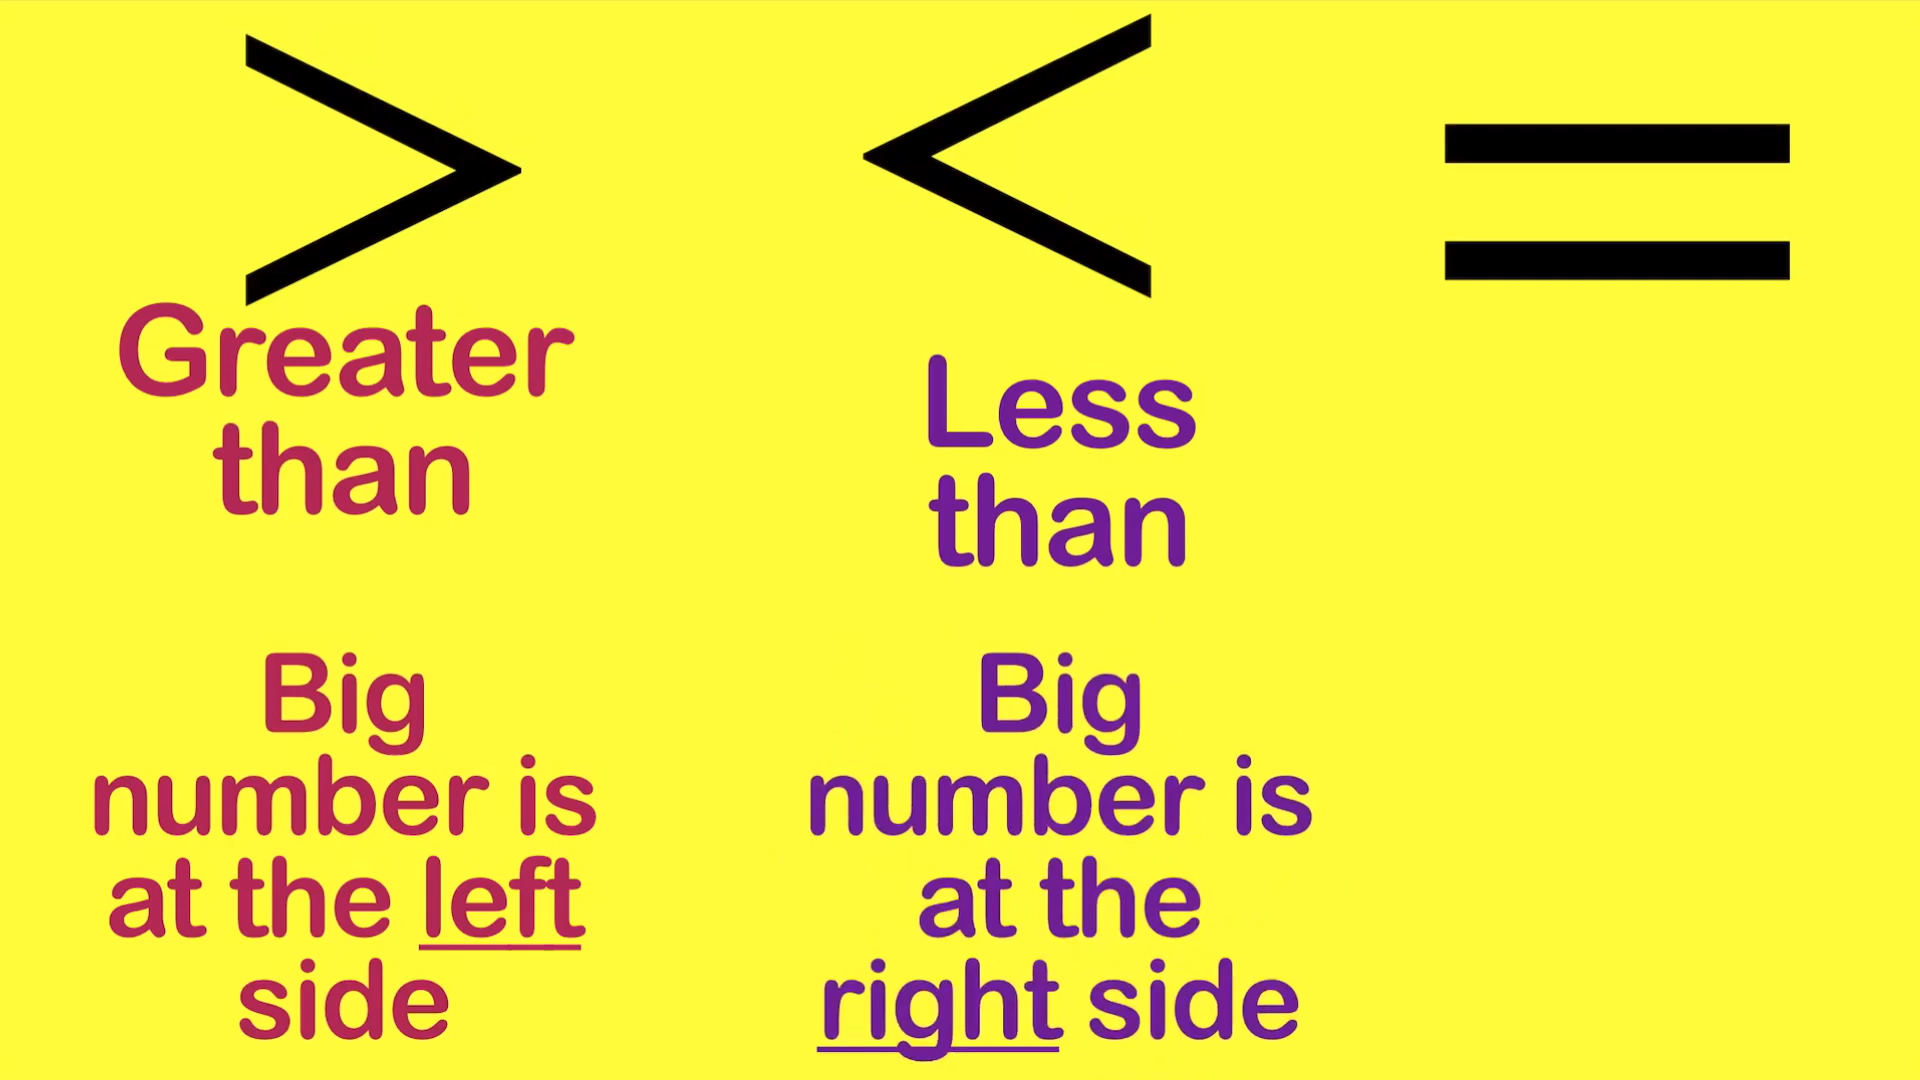 > < =
Greater
than
Big
number is
at the left
side
Less
than
Big
number is
at the
right side